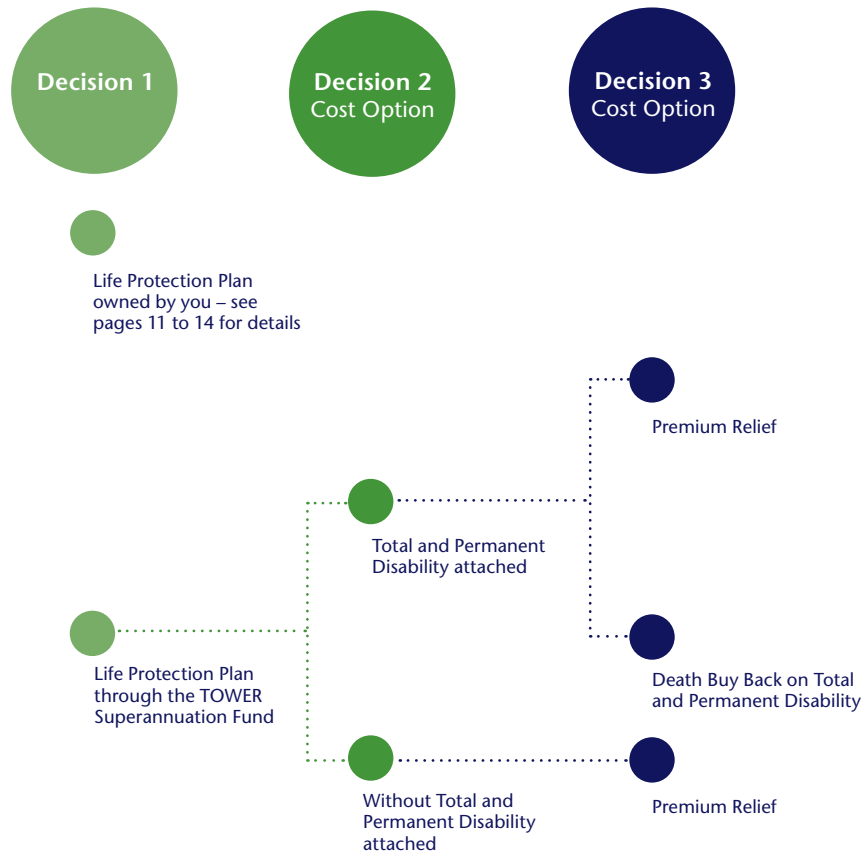 Decision 1
Decision 2
Cost Option
Decision 3
Cost Option
Life Protection Plan
owned by you – see
pages 11 to 14 for details
Premium Relief
Total and Permanent
Disability attached
Life Protection Plan
through the TOWER
Superannuation Fund
Death Buy Back on Total
and Permanent Disability
Without Total and
Permanent Disability
attached
Premium Relief